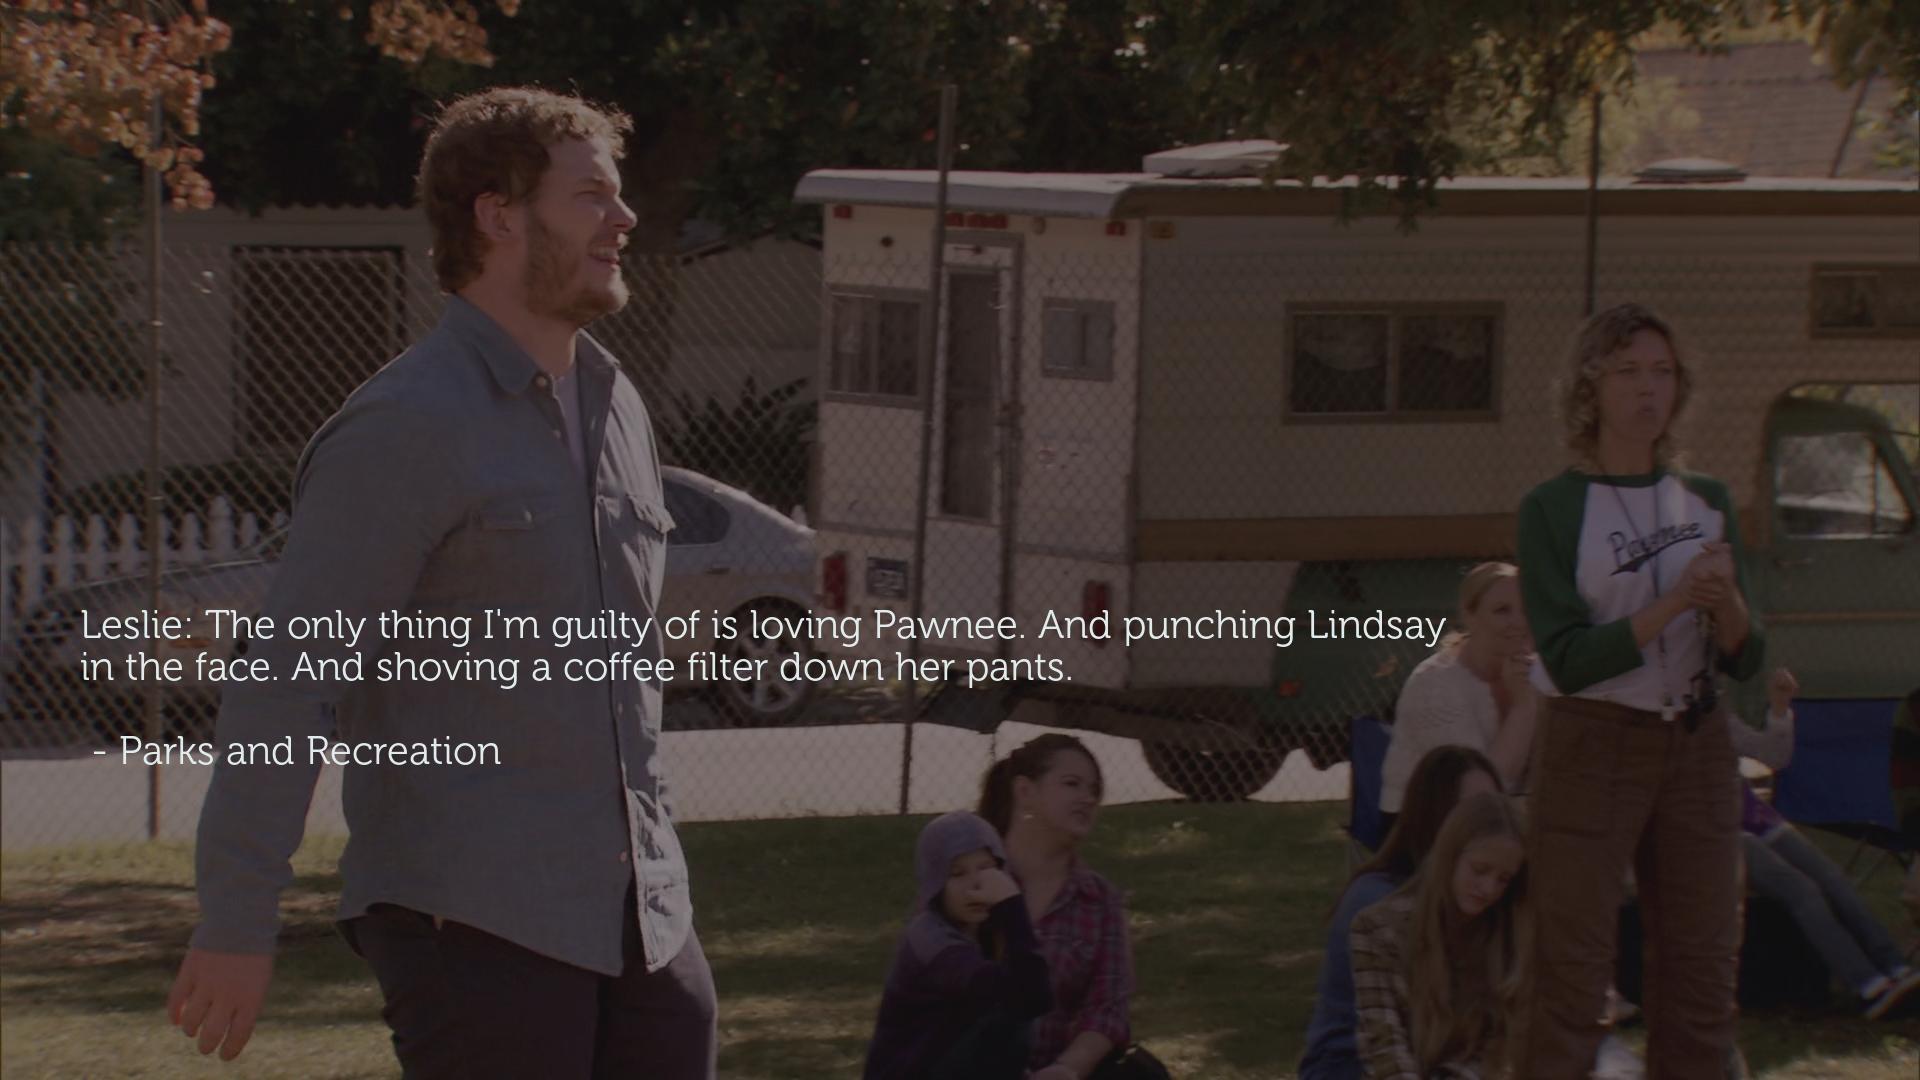 Pawnee
Leslie: The only thing I'm guilty of is loving Pawnee. And punching Lindsay
in the face. And shoving a coffee filter down her pants.
- Parks and Recreation